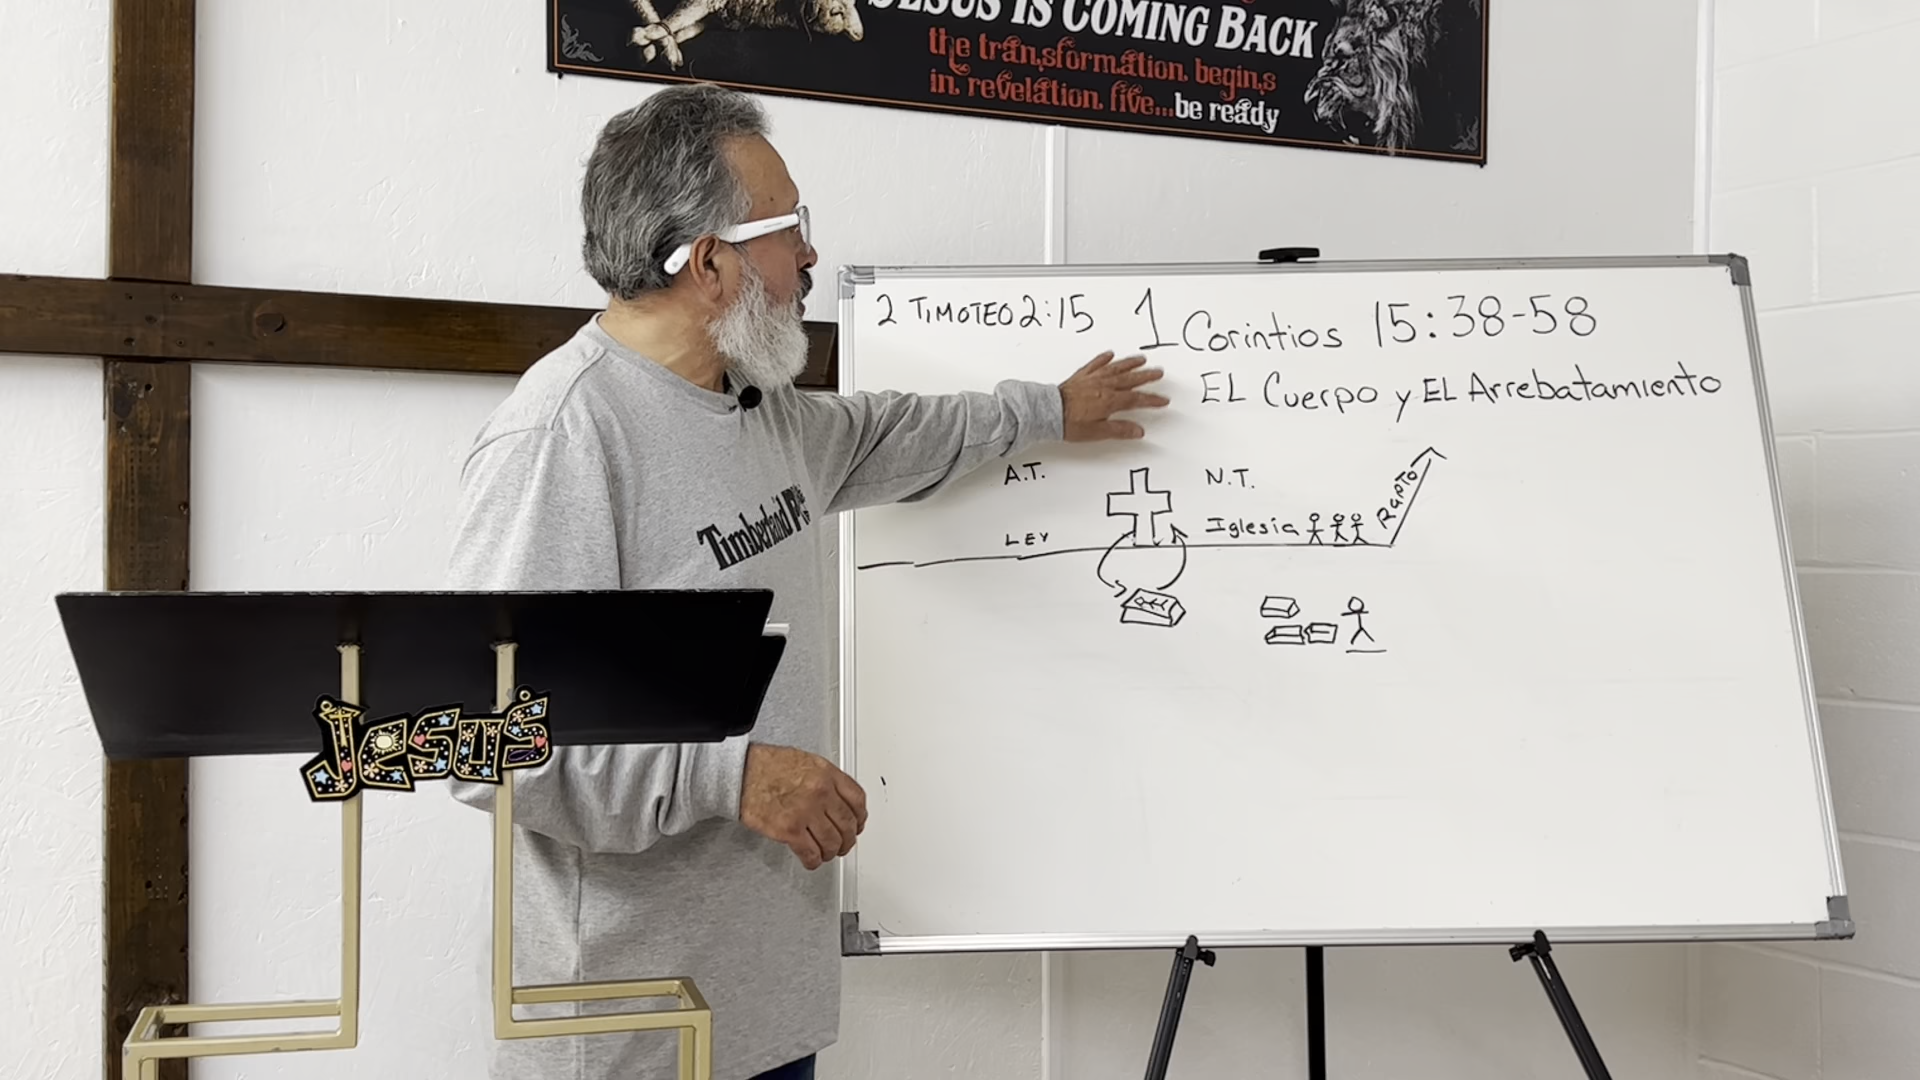 JESUS IS COMING BACK
the transformation begins
in revelation five...be ready
2 TIMOTEO 2:15
1 Corintios 15:38-58
EL Cuerpo y EL Arrebatamiento
A.T.
N.T.
LEY
Iglesia
Rapto
Timberland
Jesus